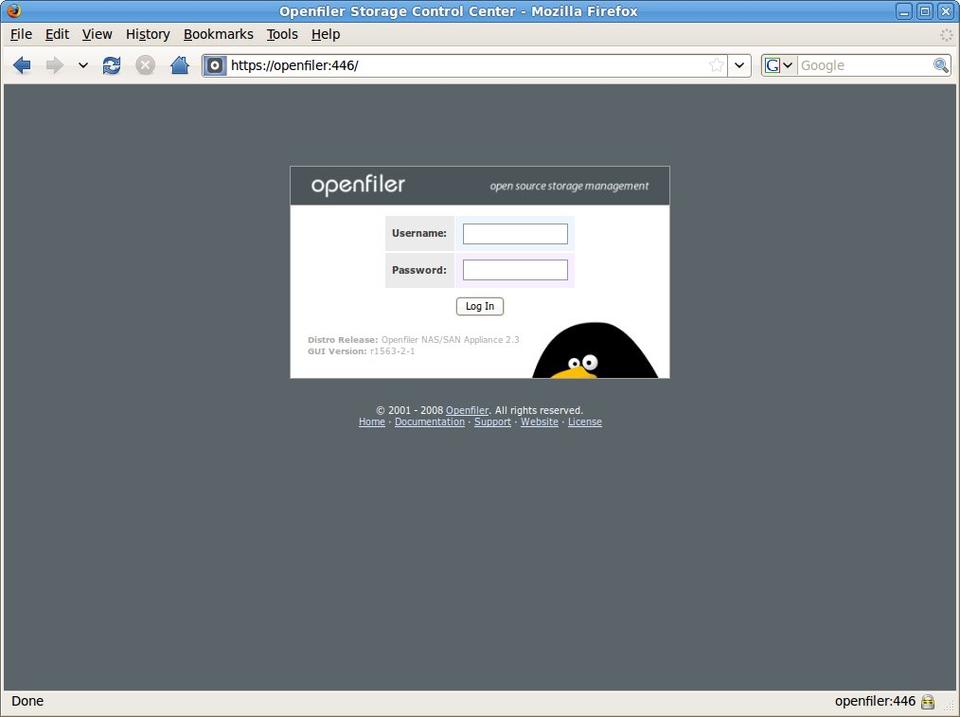 Openfiler Storage Control Center - Mozilla Firefox
File Edit View History Bookmarks Tools Help
https://openfiler:446/
G Google
openfiler open source storage management
Username:
Password:
Log In
Distro Release: Openfiler NAS/SAN Appliance 2.3
GUI Version: r1563-2-1
© 2001 - 2008 Openfiler. All rights reserved.
Home · Documentation · Support · Website · License
Done openfiler:446